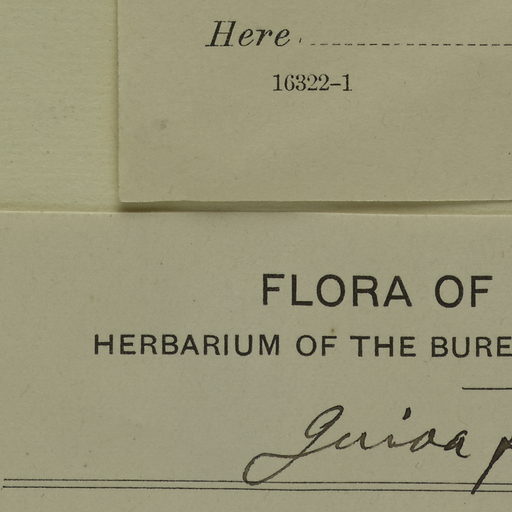 Here
16322-1
FLORA OF
HERBARIUM OF THE BURE
Guioa p